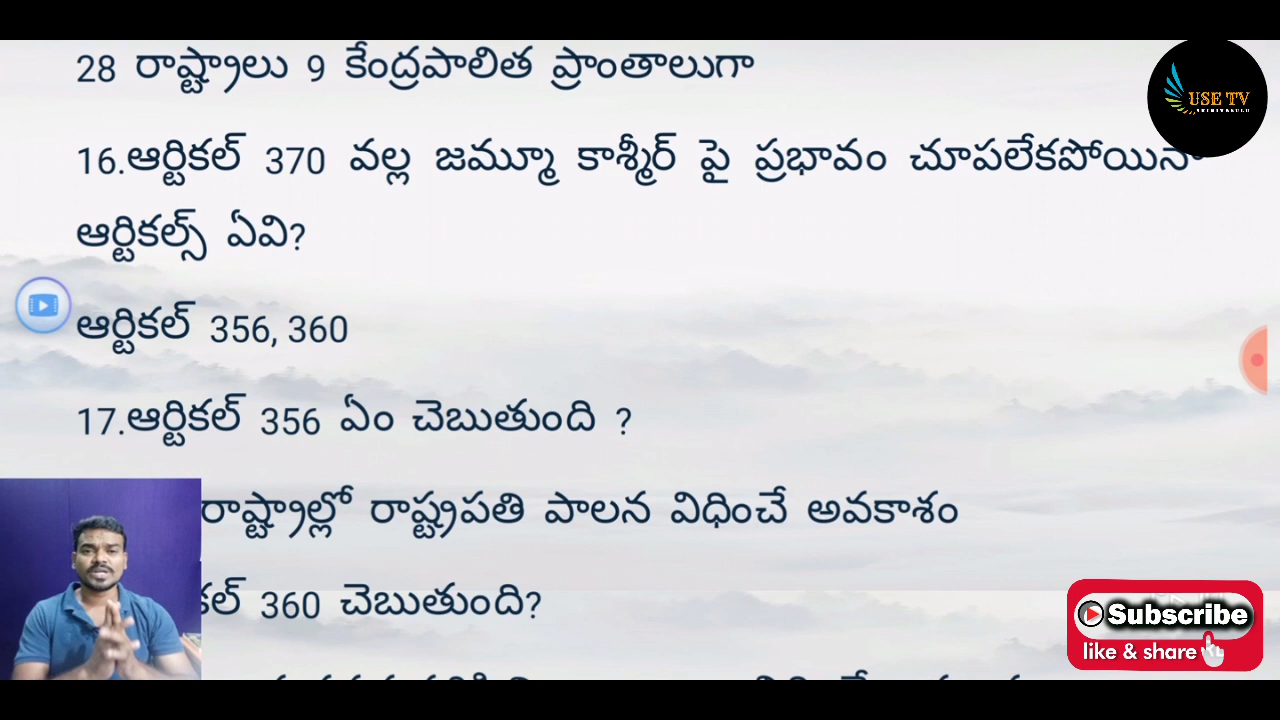 28 రాష్ట్రాలు 9 కేంద్రపాలిత ప్రాంతాలుగా
USE TV
16.ఆర్టికల్ 370 వల్ల జమ్మూ కాశ్మీర్ పై ప్రభావం చూపలేకపోయినా
ఆర్టికల్స్ ఏవి?
ఆర్టికల్ 356, 360
17.ఆర్టికల్ 356 ఏం చెబుతుంది ?
రాష్ట్రాల్లో రాష్ట్రపతి పాలన విధించే అవకాశం
360 చెబుతుంది?
Subscribe
like & share